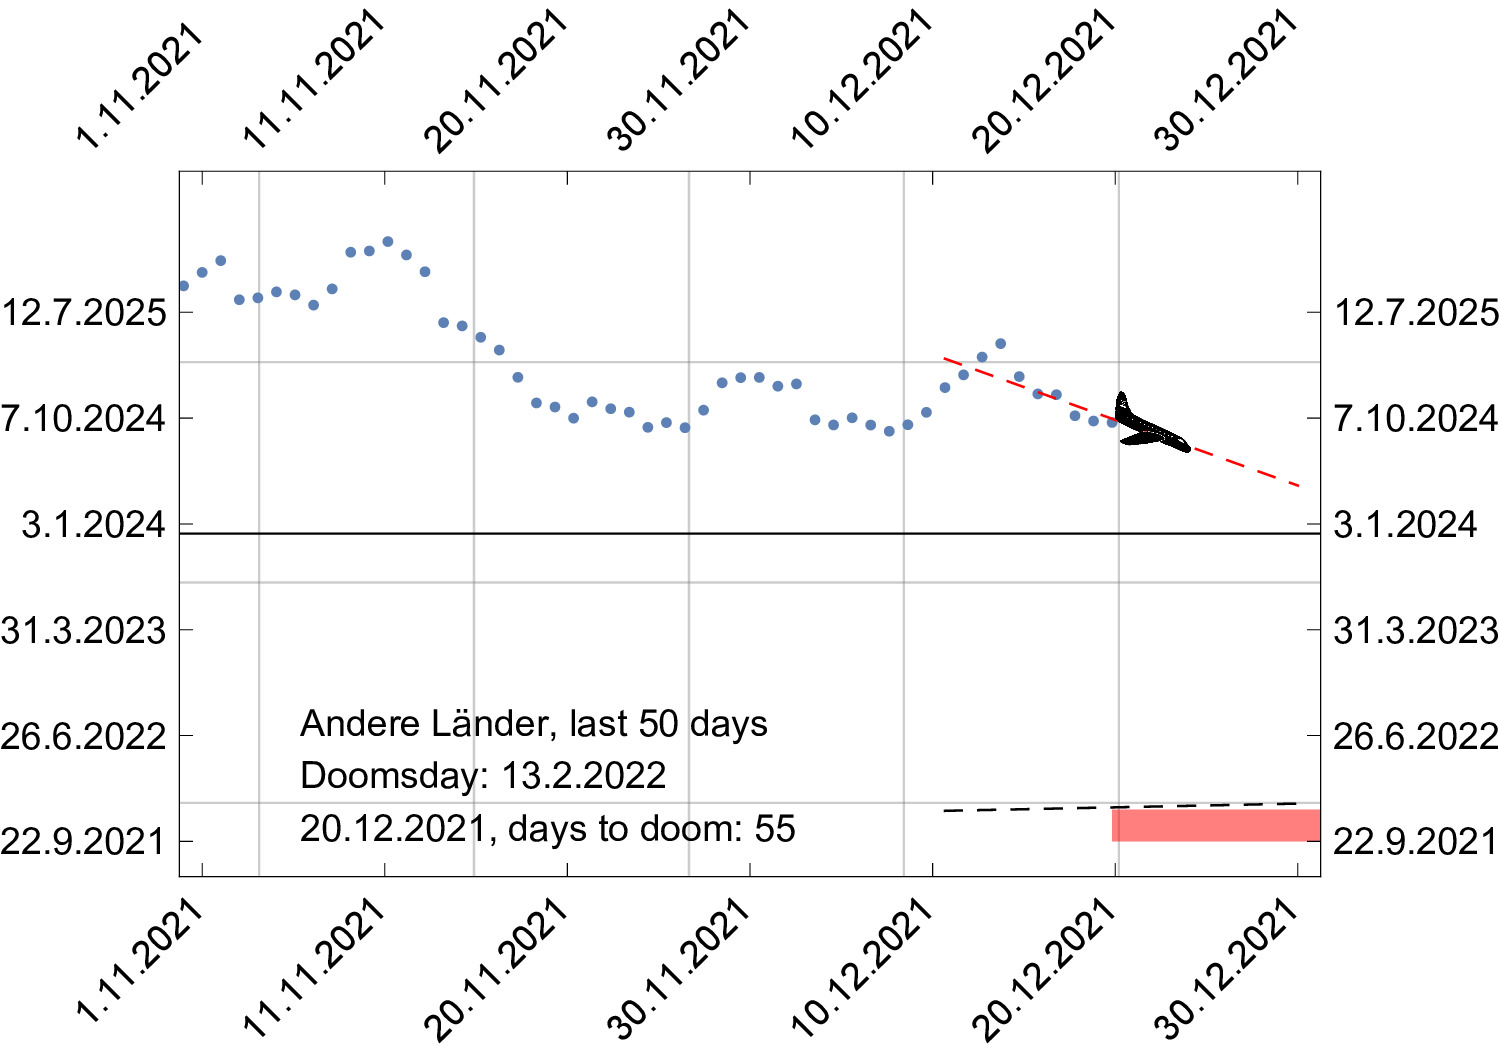 1.11.2021 11.11.2021 20.11.2021 30.11.2021 10.12.2021 20.12.2021 30.12.2021
12.7.2025 12.7.2025
7.10.2024 7.10.2024
3.1.2024 3.1.2024
31.3.2023 31.3.2023
26.6.2022 26.6.2022
Andere Länder, last 50 days
Doomsday: 13.2.2022
20.12.2021, days to doom: 55
22.9.2021 22.9.2021
1.11.2021 11.11.2021 20.11.2021 30.11.2021 10.12.2021 20.12.2021 30.12.2021